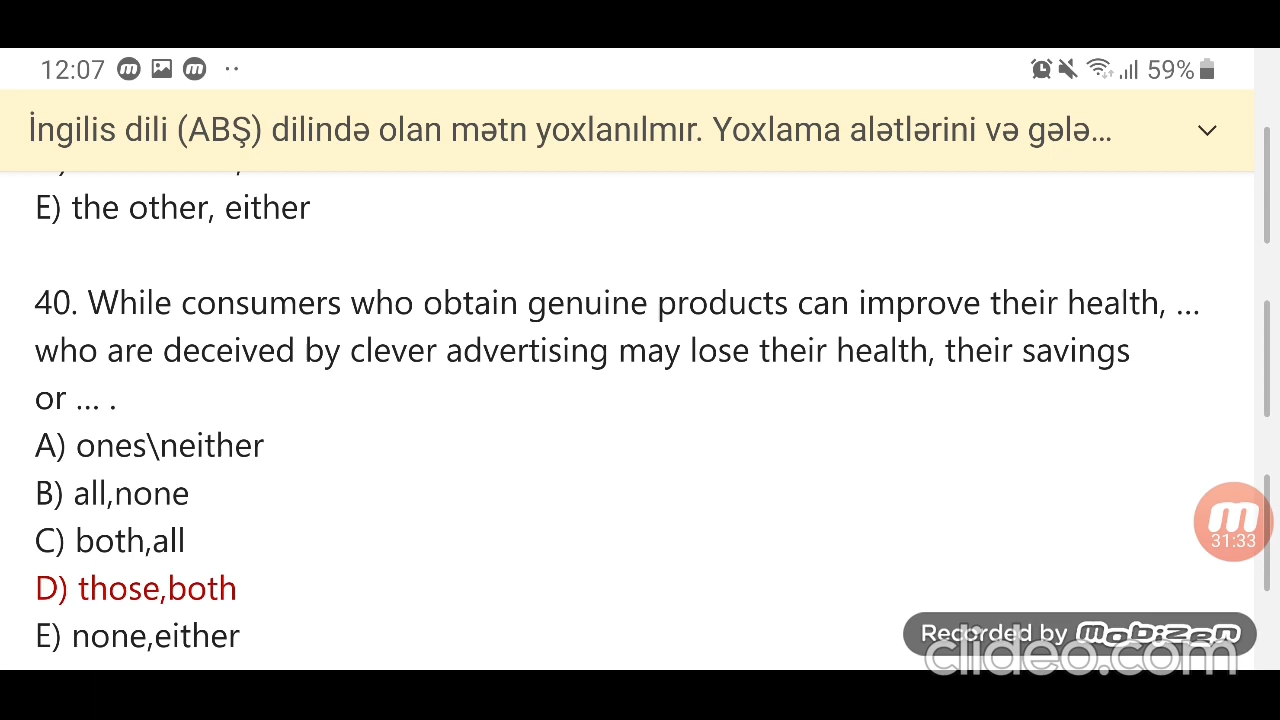 12:07
59%
İngilis dili (ABŞ) dilində olan mətn yoxlanılmır. Yoxlama alətlərini və gələ...
E) the other, either
40. While consumers who obtain genuine products can improve their health, ...
who are deceived by clever advertising may lose their health, their savings
or ... .
A) ones\neither
B) all,none
C) both,all
D) those,both
E) none,either
31:33
Recorded by mobizen
clideo.com